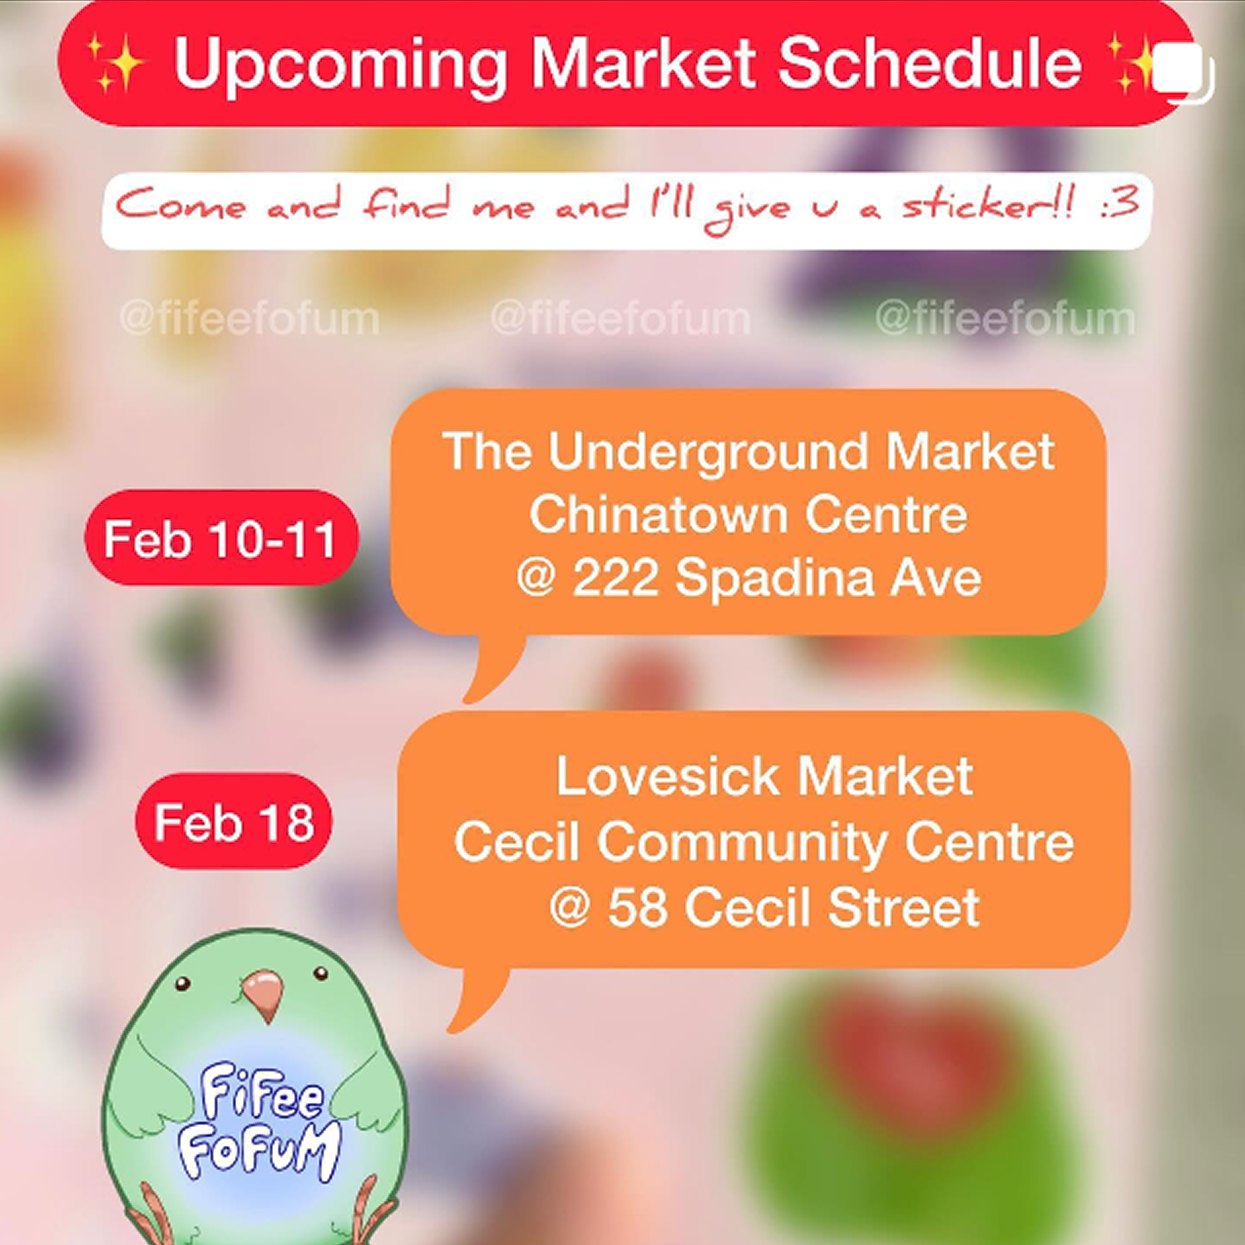 ✨ Upcoming Market Schedule ✨
Come and find me and I'll give u a sticker!! :3
@fifeefofum @fifeefofum @fifeefofum
The Underground Market
Chinatown Centre
@ 222 Spadina Ave
Feb 10-11
Lovesick Market
Cecil Community Centre
@ 58 Cecil Street
Feb 18
FiFee
FoFuM